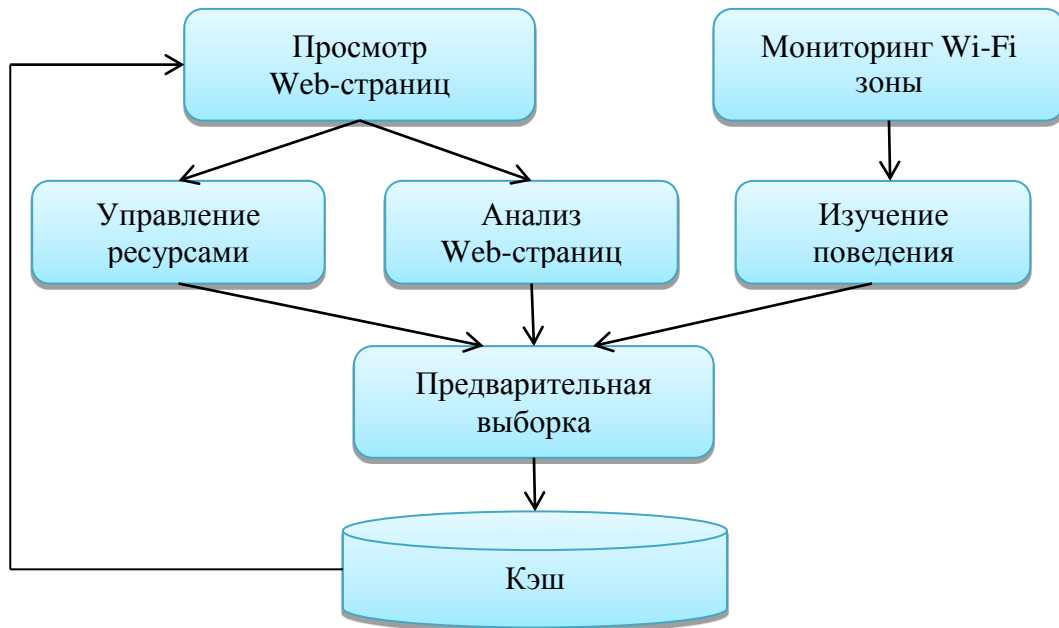 Просмотр
Web-страниц
Мониторинг Wi-Fi
зоны
Управление
ресурсами
Анализ
Web-страниц
Изучение
поведения
Предварительная
выборка
Кэш